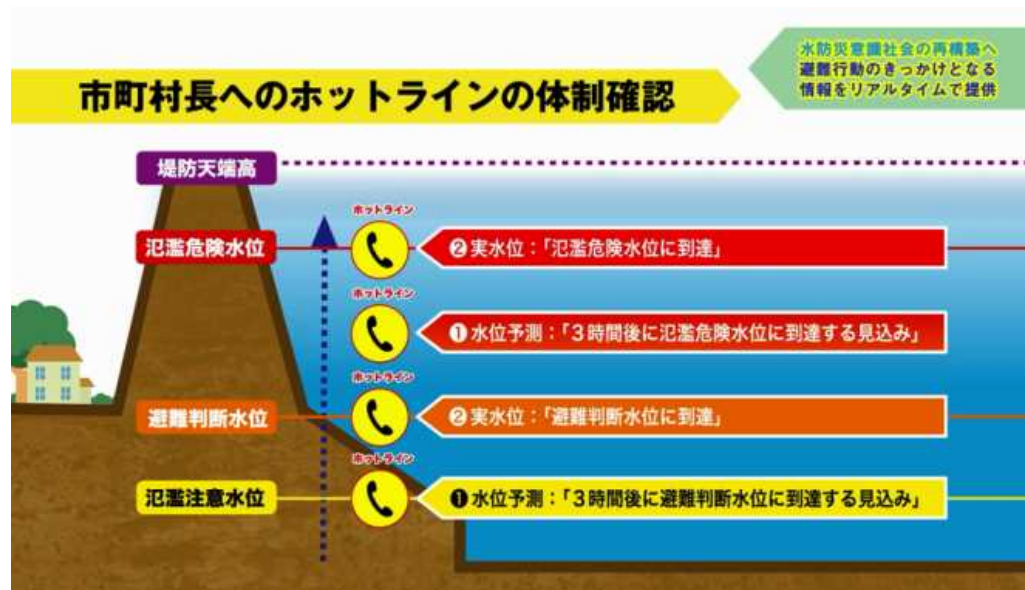 水防災意識社会の再構築へ
避難行動のきっかけとなる
情報をリアルタイムで提供
市町村長へのホットラインの体制確認
堤防天端高
ホットライン
氾濫危険水位
❷実水位:「氾濫危険水位に到達」
ホットライン
❶水位予測:「3時間後に氾濫危険水位に到達する見込み」
ホットライン
避難判断水位
❷実水位:「避難判断水位に到達」
ホットライン
氾濫注意水位
❶水位予測:「3時間後に避難判断水位に到達する見込み」